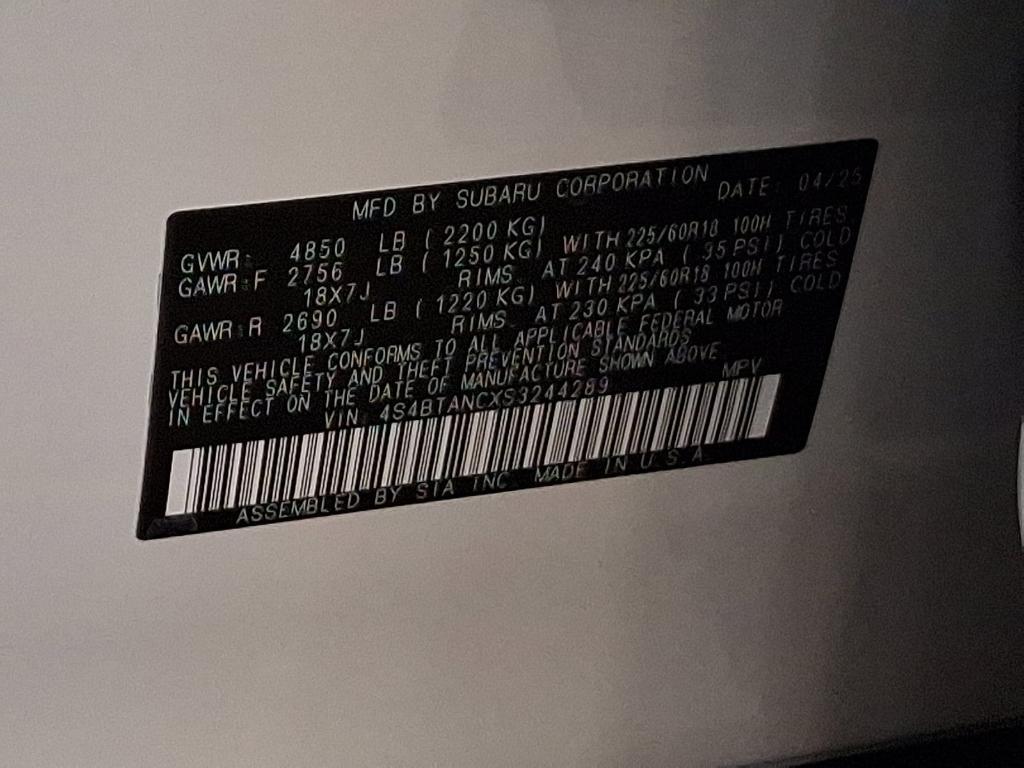 MFD BY SUBARU CORPORATION DATE: 04/25
GVWR: 4850 LB ( 2200 KG)
GAWR:F 2756 LB ( 1250 KG) WITH 225/60R18 100H TIRES
18X7J RIMS AT 240 KPA ( 35 PSI) COLD
GAWR:R 2690 LB ( 1220 KG) WITH 225/60R18 100H TIRES
18X7J RIMS AT 230 KPA ( 33 PSI) COLD
THIS VEHICLE CONFORMS TO ALL APPLICABLE FEDERAL MOTOR
VEHICLE SAFETY AND THEFT PREVENTION STANDARDS
IN EFFECT ON THE DATE OF MANUFACTURE SHOWN ABOVE
VIN: 4S4BTANCXS3244289 MPV
ASSEMBLED BY SIA INC MADE IN U.S.A